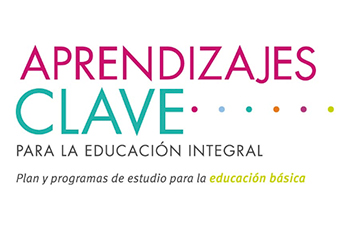 APRENDIZAJES
CLAVE
PARA LA EDUCACIÓN INTEGRAL
Plan y programas de estudio para la educación básica